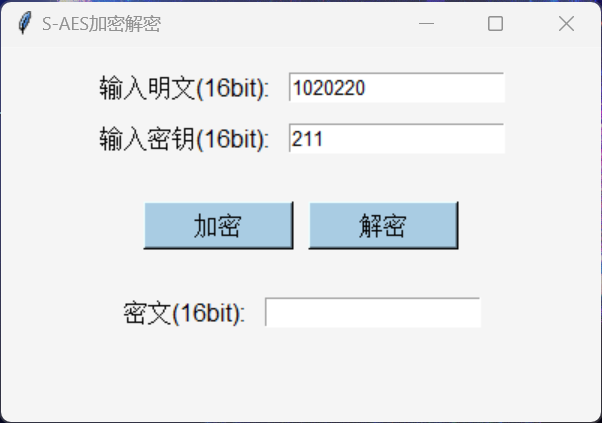 S-AES加密解密
输入明文(16bit): 1020220
输入密钥(16bit): 211
加密 解密
密文(16bit):